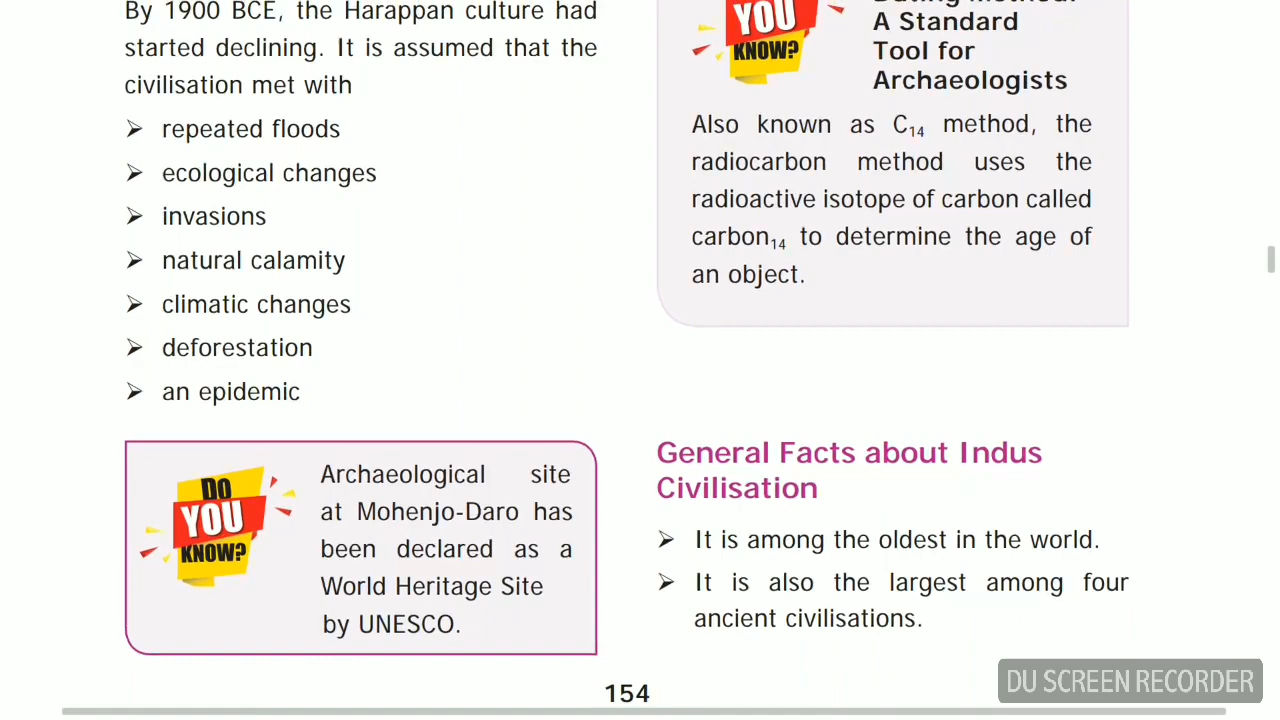 By 1900 BCE, the Harappan culture had
started declining. It is assumed that the
civilisation met with
➢ repeated floods
➢ ecological changes
➢ invasions
➢ natural calamity
➢ climatic changes
➢ deforestation
➢ an epidemic
DO
YOU
KNOW?
Archaeological site
at Mohenjo-Daro has
been declared as a
World Heritage Site
by UNESCO.
YOU
KNOW?
Dating Method:
A Standard
Tool for
Archaeologists
Also known as C₁₄ method, the
radiocarbon method uses the
radioactive isotope of carbon called
carbon₁₄ to determine the age of
an object.
General Facts about Indus
Civilisation
➢ It is among the oldest in the world.
➢ It is also the largest among four
ancient civilisations.
154
DU SCREEN RECORDER